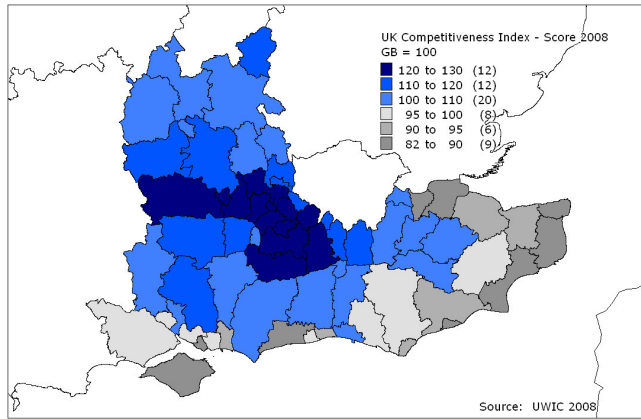 UK Competitiveness Index - Score 2008
GB = 100
120 to 130 (12)
110 to 120 (12)
100 to 110 (20)
95 to 100 (8)
90 to 95 (6)
82 to 90 (9)
Source: UWIC 2008